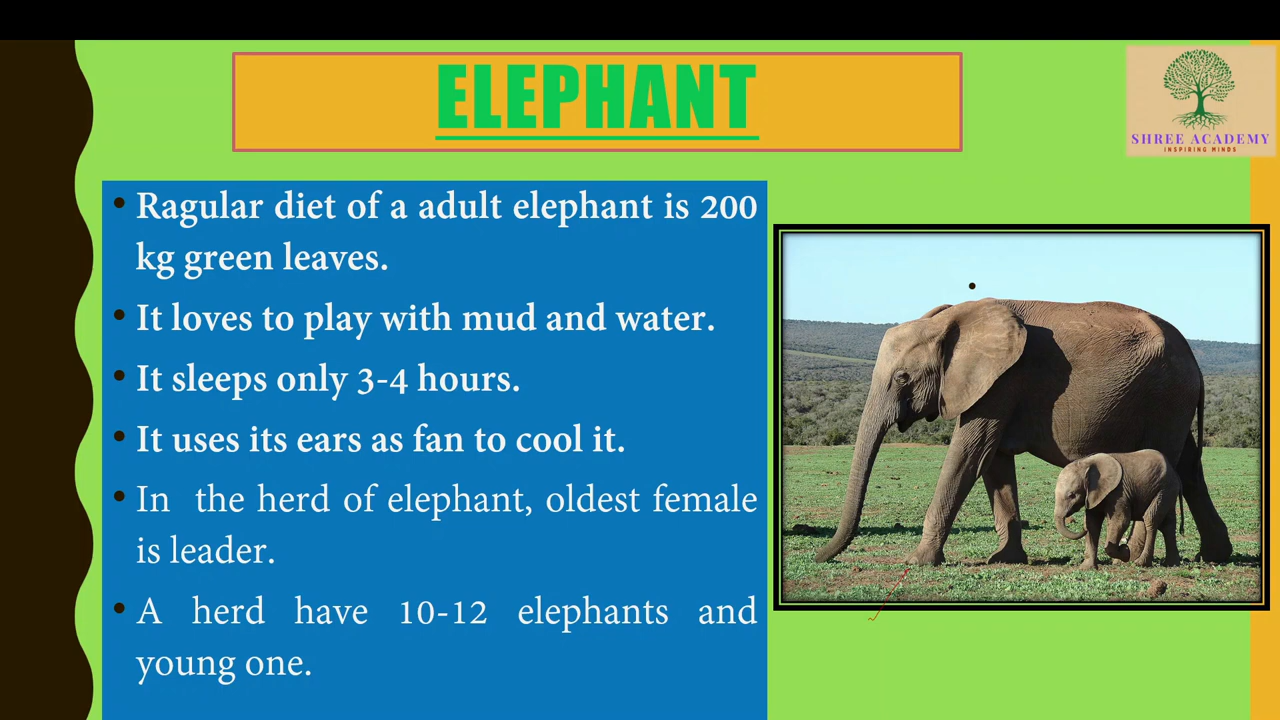 ELEPHANT
SHREE ACADEMY
INSPIRING MINDS
• Ragular diet of a adult elephant is 200
kg green leaves.
• It loves to play with mud and water.
• It sleeps only 3-4 hours.
• It uses its ears as fan to cool it.
• In the herd of elephant, oldest female
is leader.
• A herd have 10-12 elephants and
young one.